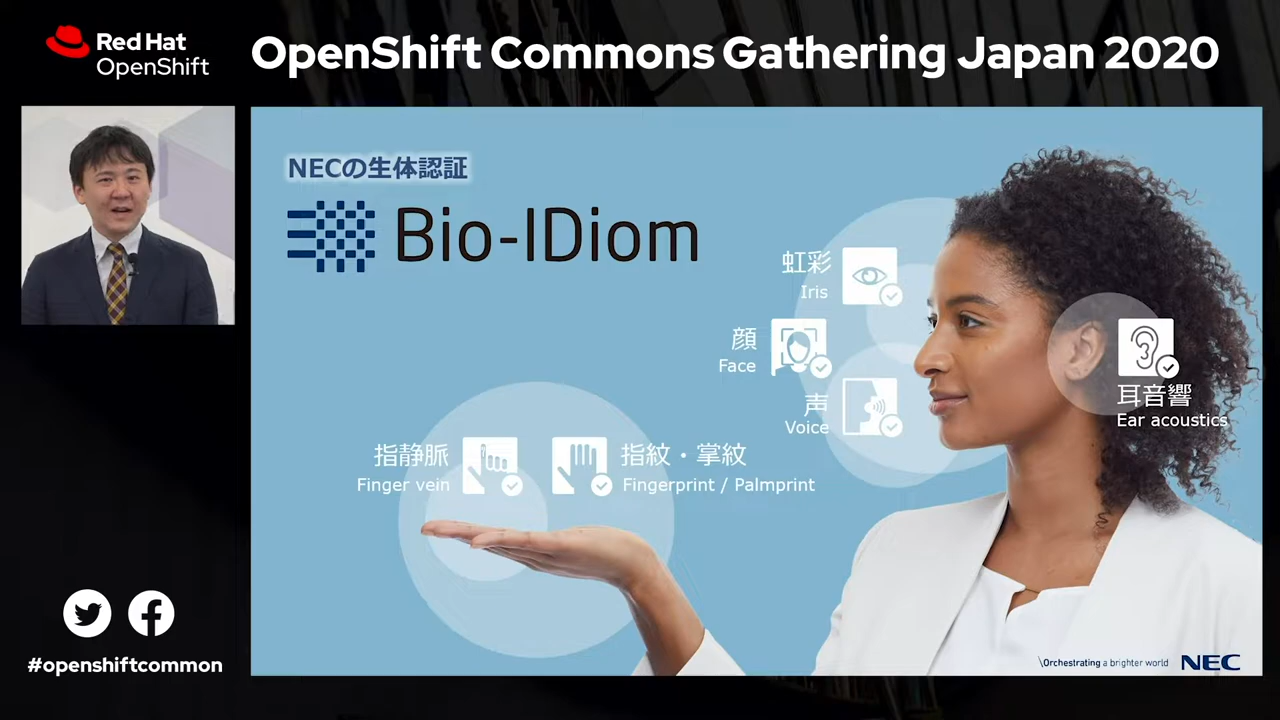 Red Hat
OpenShift
OpenShift Commons Gathering Japan 2020
NECの生体認証
Bio-IDiom
虹彩
Iris
顔
Face
声
Voice
耳音響
Ear acoustics
指静脈
Finger vein
指紋・掌紋
Fingerprint / Palmprint
#openshiftcommon
\Orchestrating a brighter world
NEC